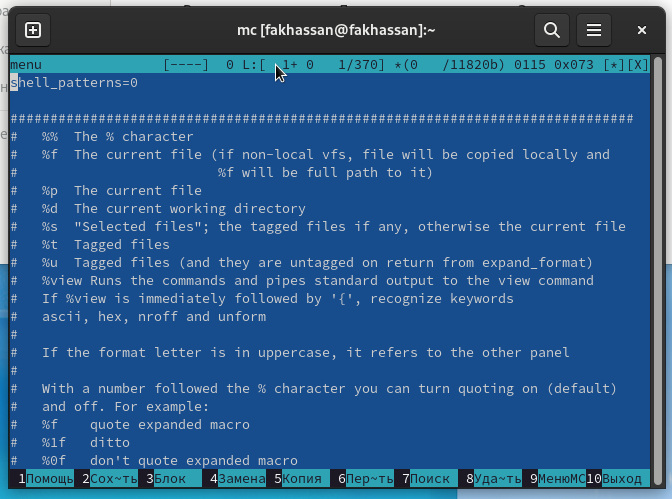 mc [fakhassan@fakhassan]:~
menu [----] 0 L:[ 1+ 0 1/370] *(0 /11820b) 0115 0x073 [*][X]
shell_patterns=0
##############################################################################
# %% The % character
# %f The current file (if non-local vfs, file will be copied locally and
# %f will be full path to it)
# %p The current file
# %d The current working directory
# %s "Selected files"; the tagged files if any, otherwise the current file
# %t Tagged files
# %u Tagged files (and they are untagged on return from expand_format)
# %view Runs the commands and pipes standard output to the view command
# If %view is immediately followed by '{', recognize keywords
# ascii, hex, nroff and unform
#
# If the format letter is in uppercase, it refers to the other panel
#
# With a number followed the % character you can turn quoting on (default)
# and off. For example:
# %f quote expanded macro
# %1f ditto
# %0f don't quote expanded macro
1Помощь 2Сох~ть 3Блок 4Замена 5Копия 6Пер~ть 7Поиск 8Уда~ть 9МенюMC 10Выход